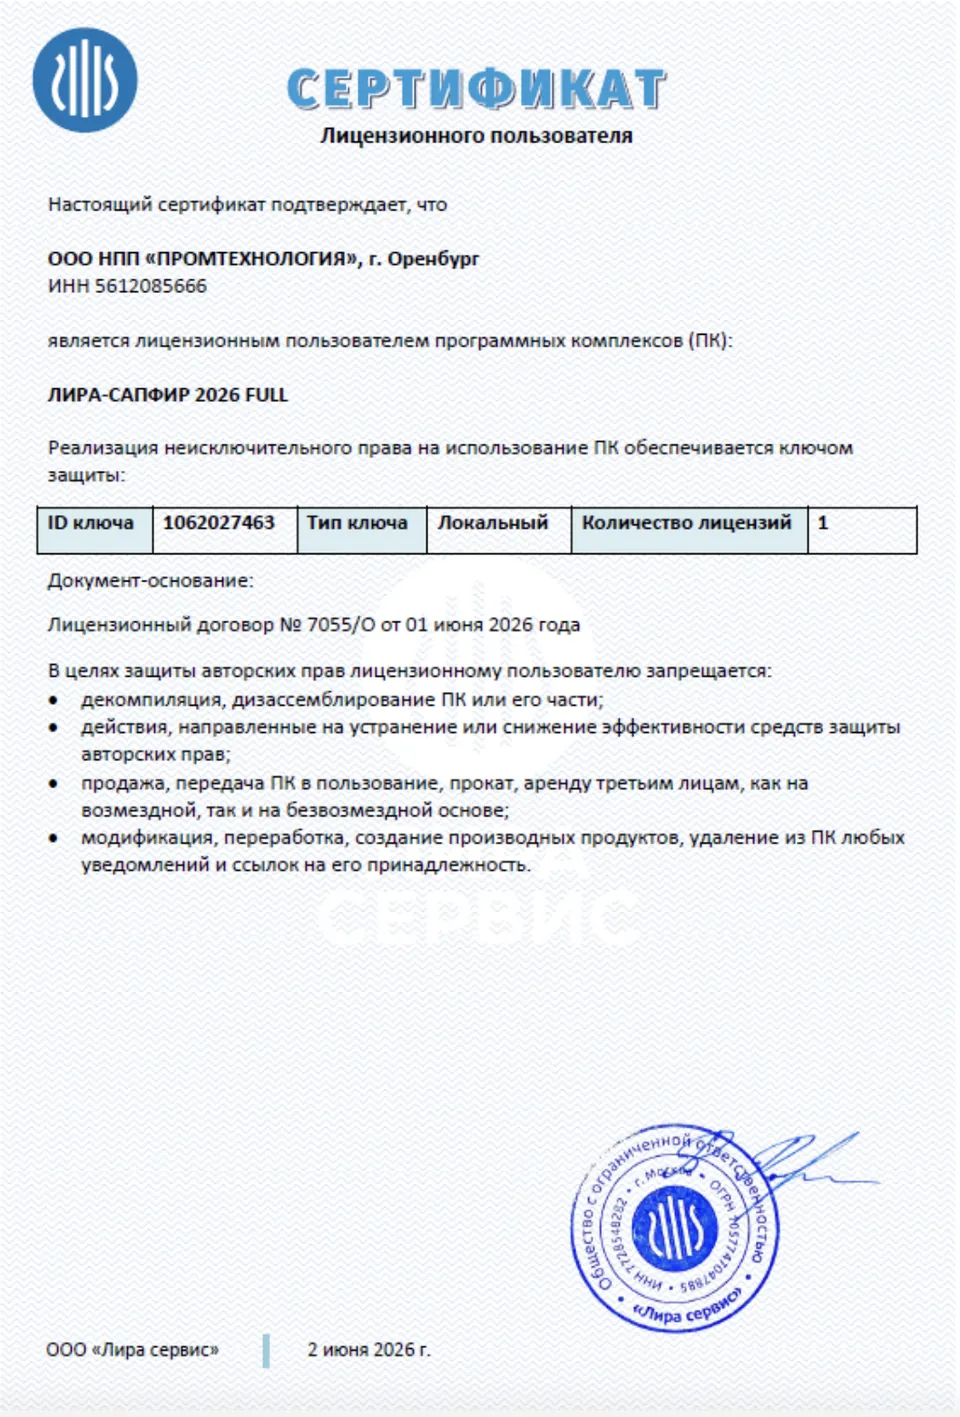 СЕРТИФИКАТ
Лицензионного пользователя
Настоящий сертификат подтверждает, что
ООО НПП «ПРОМТЕХНОЛОГИЯ», г. Оренбург
ИНН 5612085666
является лицензионным пользователем программных комплексов (ПК):
ЛИРА-САПФИР 2026 FULL
Реализация неисключительного права на использование ПК обеспечивается ключом
защиты:
ID ключа 1062027463 Тип ключа Локальный Количество лицензий 1
Документ-основание:
Лицензионный договор № 7055/О от 01 июня 2026 года
В целях защиты авторских прав лицензионному пользователю запрещается:
• декомпиляция, дизассемблирование ПК или его части;
• действия, направленные на устранение или снижение эффективности средств защиты
авторских прав;
• продажа, передача ПК в пользование, прокат, аренду третьим лицам, как на
возмездной, так и на безвозмездной основе;
• модификация, переработка, создание производных продуктов, удаление из ПК любых
уведомлений и ссылок на его принадлежность.
СЕРВИС
Общество с ограниченной ответственностью
• «Лира сервис» •
г. Москва • ОГРН 1057747047885 • ИНН 7728548282 •
ООО «Лира сервис»
2 июня 2026 г.